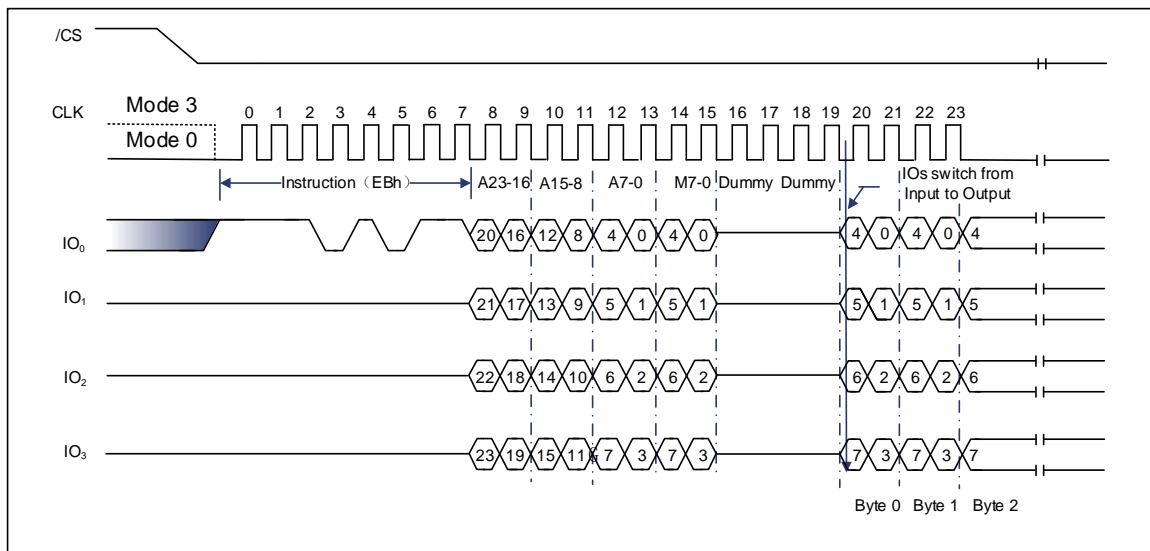 /CS
CLK
Mode 3
Mode 0
0 1 2 3 4 5 6 7 8 9 10 11 12 13 14 15 16 17 18 19 20 21 22 23
Instruction（EBh） A23-16 A15-8 A7-0 M7-0 Dummy Dummy
IOs switch from
Input to Output
IO₀ 20 16 12 8 4 0 4 0 4 0 4 0 4
IO₁ 21 17 13 9 5 1 5 1 5 1 5 1 5
IO₂ 22 18 14 10 6 2 6 2 6 2 6 2 6
IO₃ 23 19 15 11 7 3 7 3 7 3 7 3 7
Byte 0 Byte 1 Byte 2